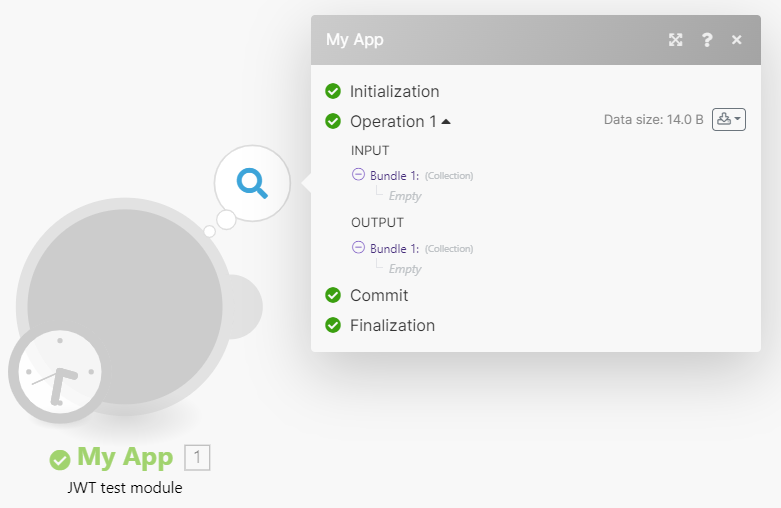 My App
Initialization
Operation 1
Data size: 14.0 B
INPUT
Bundle 1: (Collection)
Empty
OUTPUT
Bundle 1: (Collection)
Empty
Commit
Finalization
My App 1
JWT test module